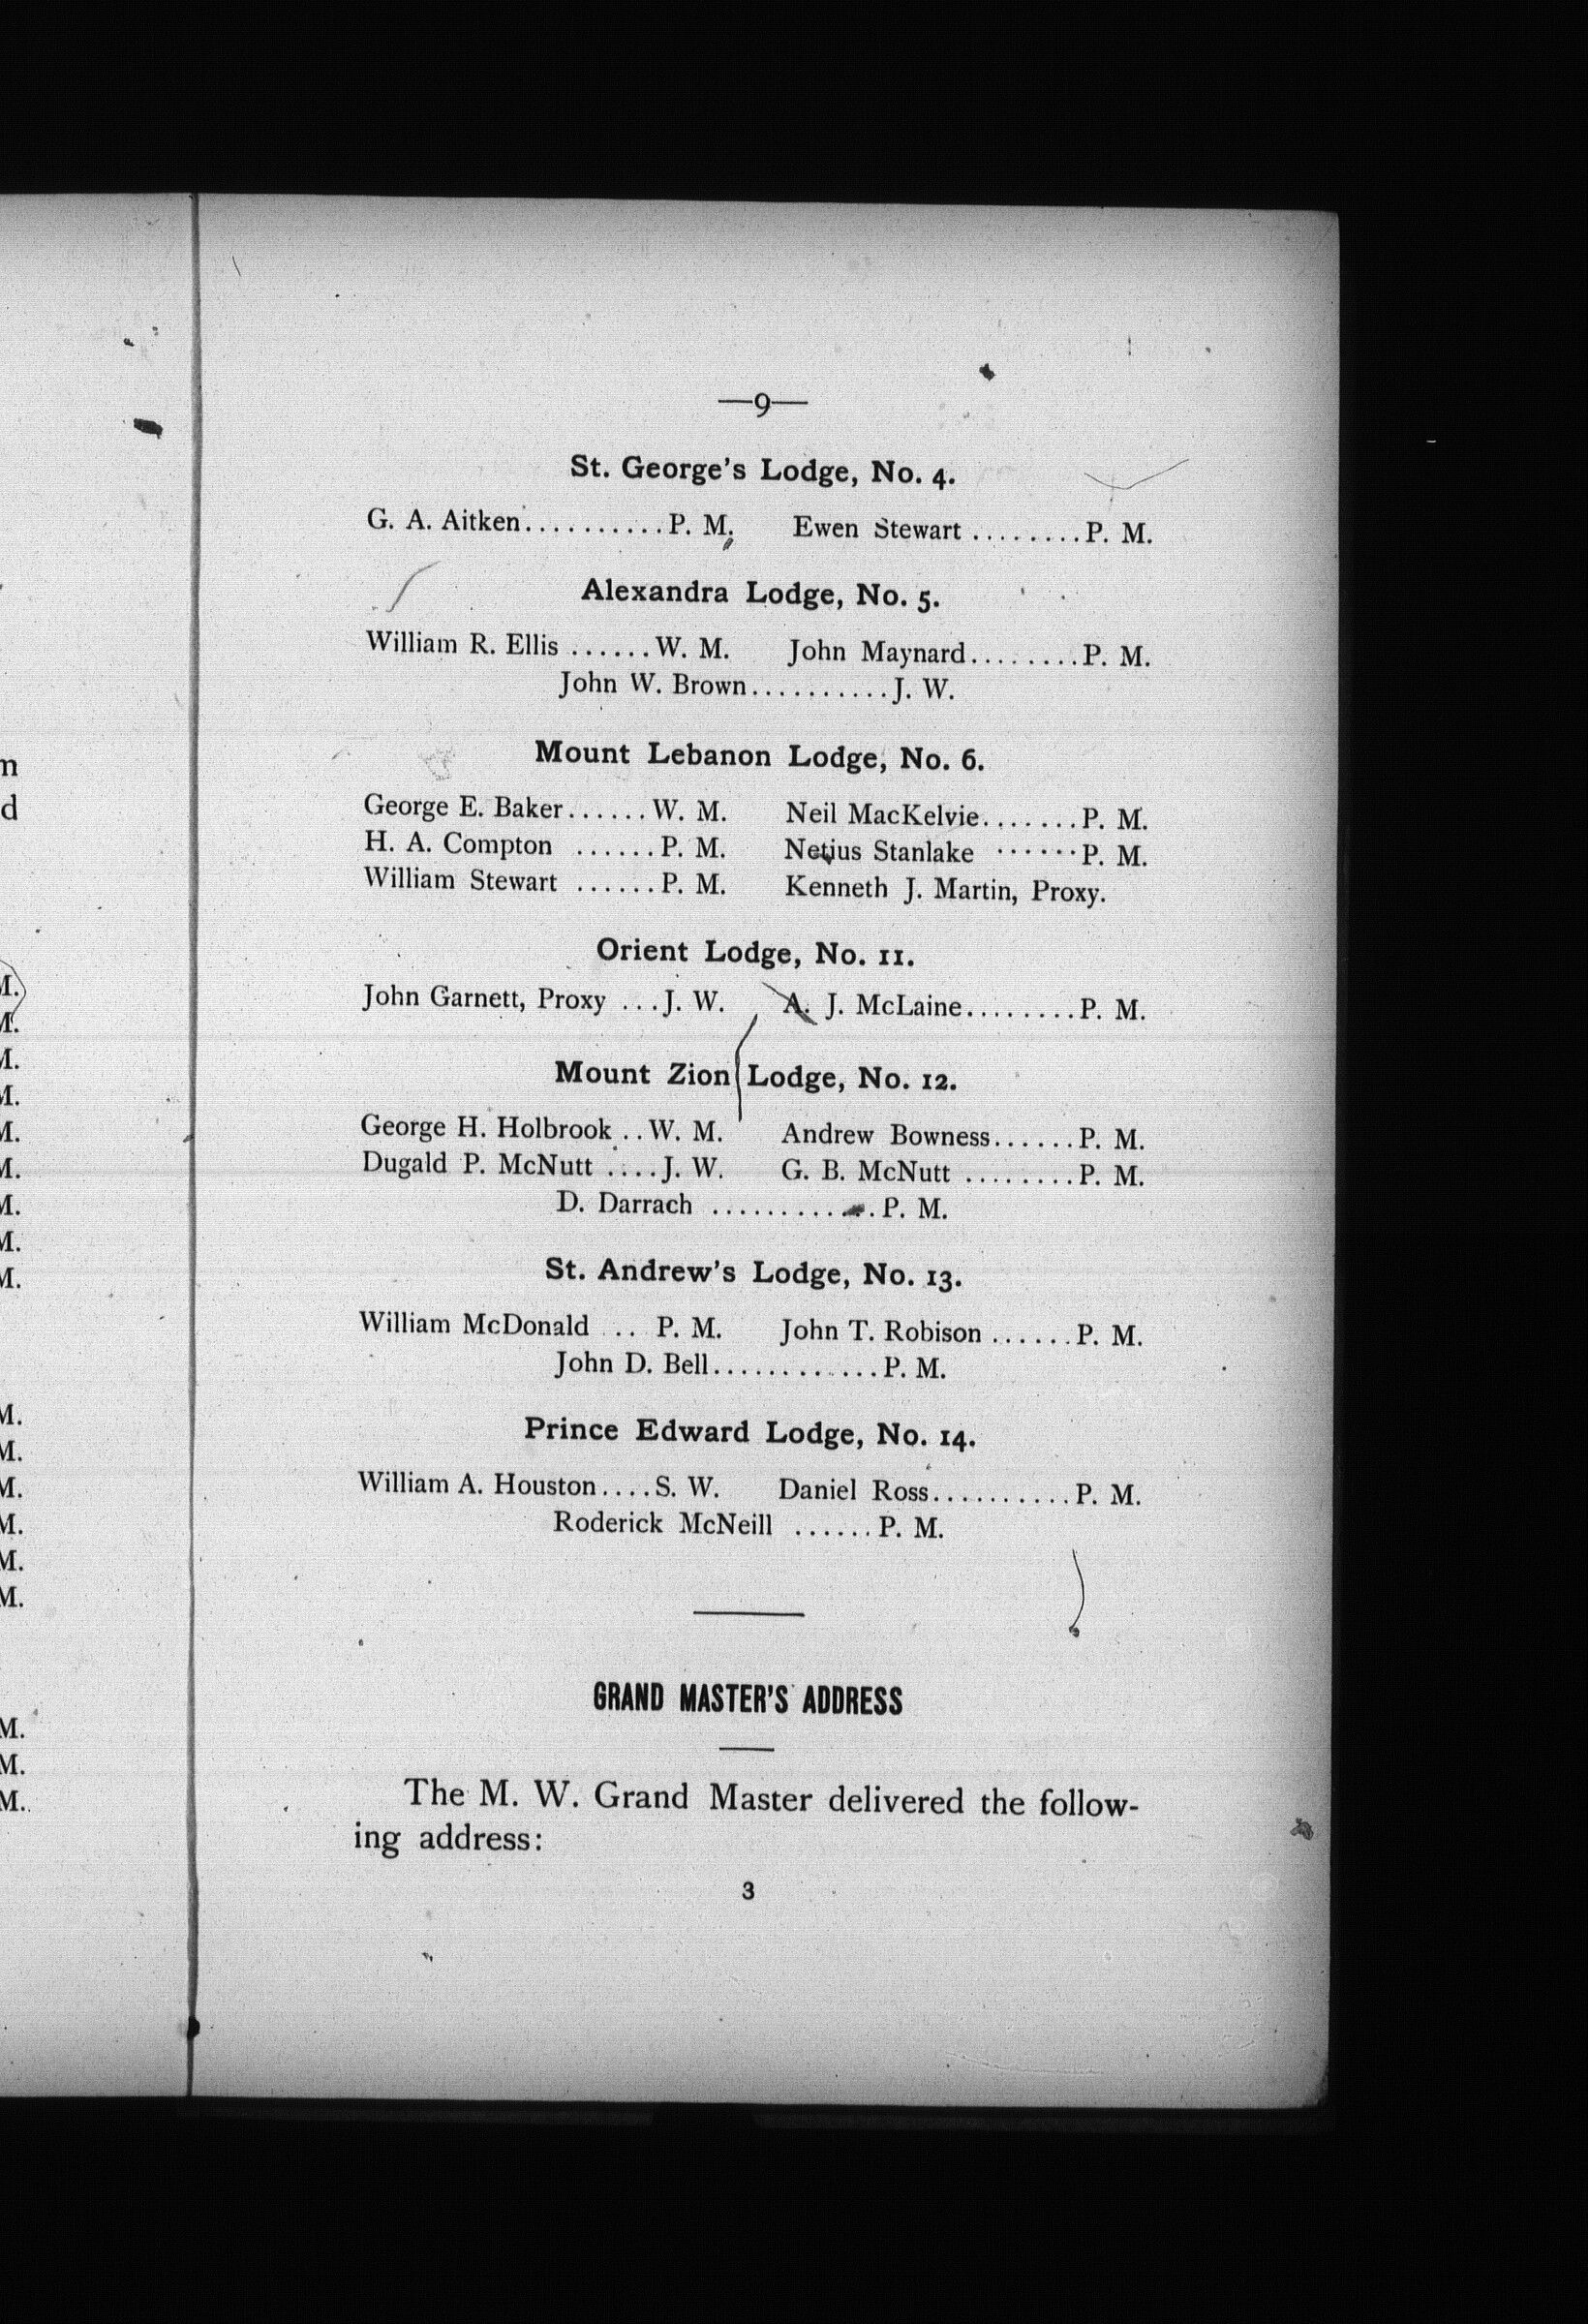 —9—
St. George's Lodge, No. 4.
G. A. Aitken..........P. M. Ewen Stewart ........P. M.
Alexandra Lodge, No. 5.
William R. Ellis ......W. M. John Maynard........P. M.
John W. Brown..........J. W.
Mount Lebanon Lodge, No. 6.
George E. Baker......W. M. Neil MacKelvie.......P. M.
H. A. Compton ......P. M. Netius Stanlake ......P. M.
William Stewart ......P. M. Kenneth J. Martin, Proxy.
Orient Lodge, No. 11.
John Garnett, Proxy ...J. W. A. J. McLaine........P. M.
Mount Zion Lodge, No. 12.
George H. Holbrook ..W. M. Andrew Bowness......P. M.
Dugald P. McNutt ....J. W. G. B. McNutt ........P. M.
D. Darrach ............P. M.
St. Andrew's Lodge, No. 13.
William McDonald ... P. M. John T. Robison ......P. M.
John D. Bell............P. M.
Prince Edward Lodge, No. 14.
William A. Houston....S. W. Daniel Ross..........P. M.
Roderick McNeill ......P. M.
GRAND MASTER'S ADDRESS
The M. W. Grand Master delivered the follow-
ing address:
3